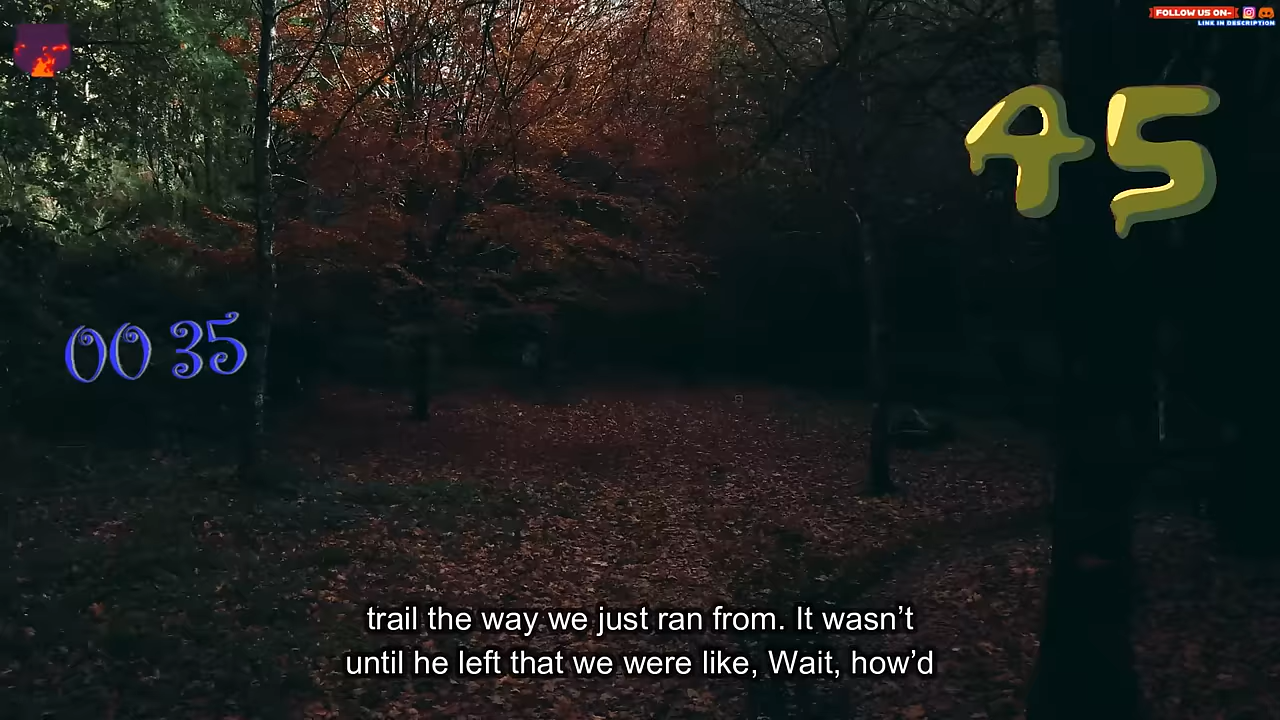 FOLLOW US ON-
LINK IN DESCRIPTION
45
00 35
trail the way we just ran from. It wasn’t
until he left that we were like, Wait, how’d